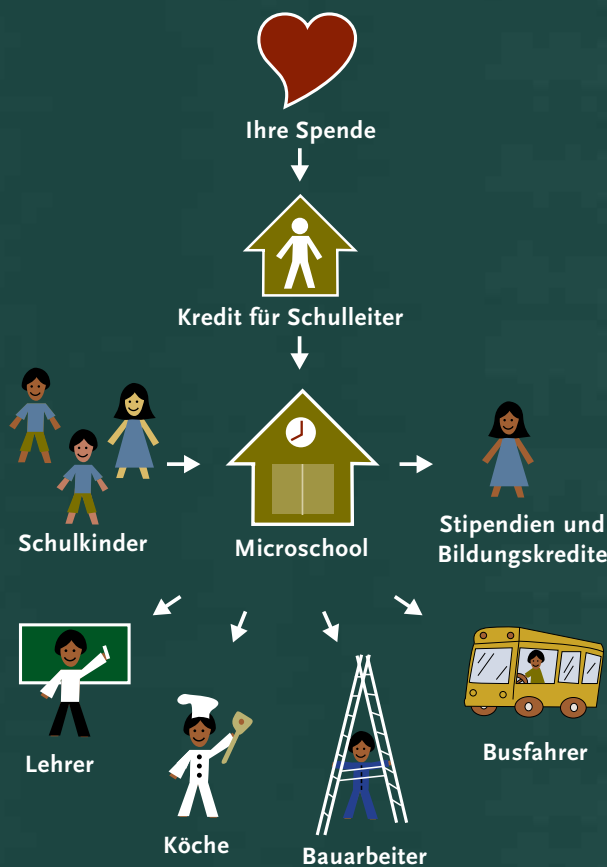 Ihre Spende
Kredit für Schulleiter
Schulkinder
Microschool
Stipendien und
Bildungskredite
Lehrer
Köche
Bauarbeiter
Busfahrer